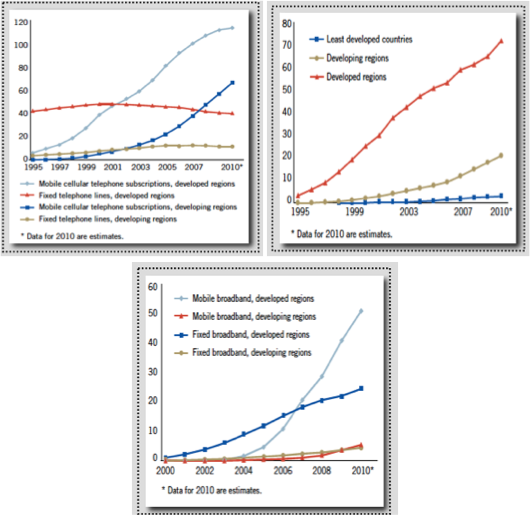 120
100
80
60
40
20
0
1995 1997 1999 2001 2003 2005 2007 2010*
Mobile cellular telephone subscriptions, developed regions
Fixed telephone lines, developed regions
Mobile cellular telephone subscriptions, developing regions
Fixed telephone lines, developing regions
* Data for 2010 are estimates.
80
70
60
50
40
30
20
10
0
Least developed countries
Developing regions
Developed regions
1995 1999 2003 2007 2010*
* Data for 2010 are estimates.
60
50
40
30
20
10
0
Mobile broadband, developed regions
Mobile broadband, developing regions
Fixed broadband, developed regions
Fixed broadband, developing regions
2000 2002 2004 2006 2008 2010*
* Data for 2010 are estimates.